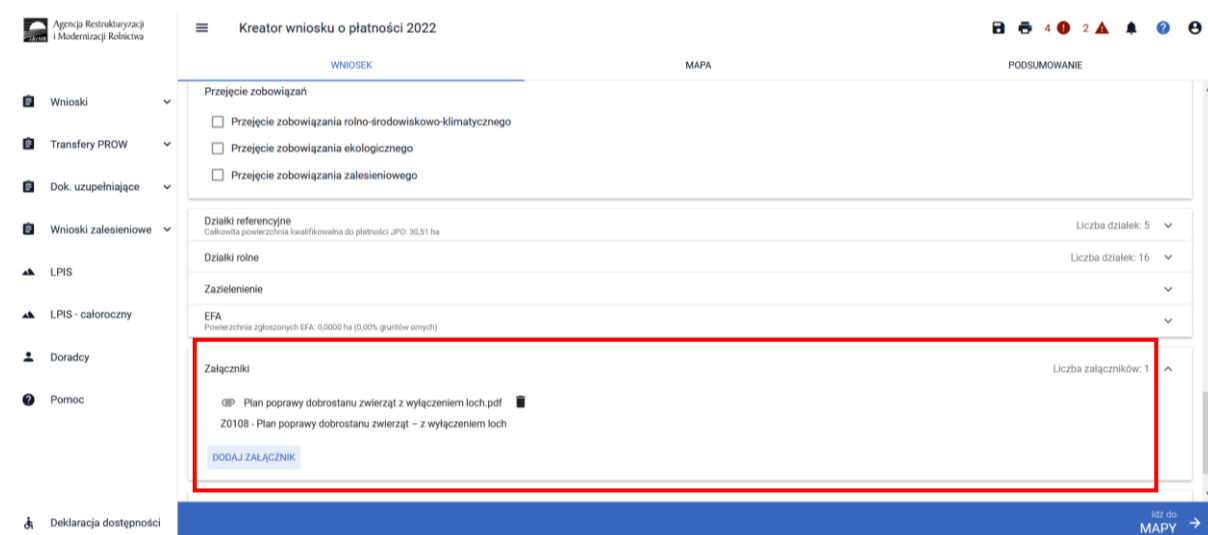 Agencja Restrukturyzacji
i Modernizacji Rolnictwa
Kreator wniosku o płatności 2022
4 2
WNIOSEK MAPA PODSUMOWANIE
Wnioski
Transfery PROW
Dok. uzupełniające
Wnioski zalesieniowe
LPIS
LPIS - całoroczny
Doradcy
Pomoc
Deklaracja dostępności
Przejęcie zobowiązań
Przejęcie zobowiązania rolno-środowiskowo-klimatycznego
Przejęcie zobowiązania ekologicznego
Przejęcie zobowiązania zalesieniowego
Działki referencyjne Liczba działek: 5
Całkowita powierzchnia kwalifikowalna do płatności JPO: 30,51 ha
Działki rolne Liczba działek: 16
Zazielenienie
EFA
Powierzchnia zgłoszonych EFA: 0,0000 ha (0,00% gruntów ornych)
Załączniki Liczba załączników: 1
Plan poprawy dobrostanu zwierząt z wyłączeniem loch.pdf
Z0108 - Plan poprawy dobrostanu zwierząt – z wyłączeniem loch
DODAJ ZAŁĄCZNIK
Idź do
MAPY